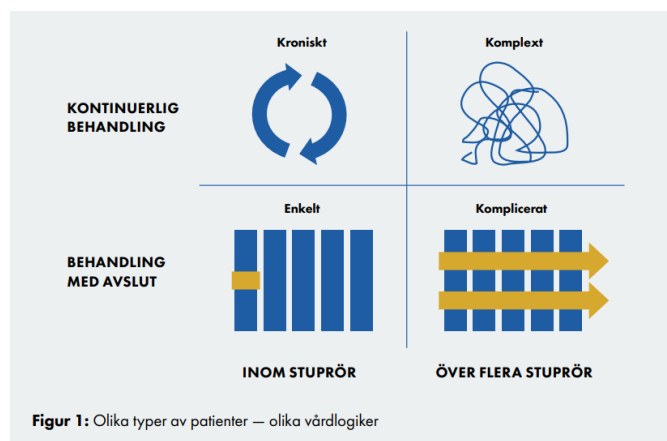 Kroniskt
Komplext
KONTINUERLIG
BEHANDLING
Enkelt
Komplicerat
BEHANDLING
MED AVSLUT
INOM STUPRÖR
ÖVER FLERA STUPRÖR
Figur 1: Olika typer av patienter — olika vårdlogiker